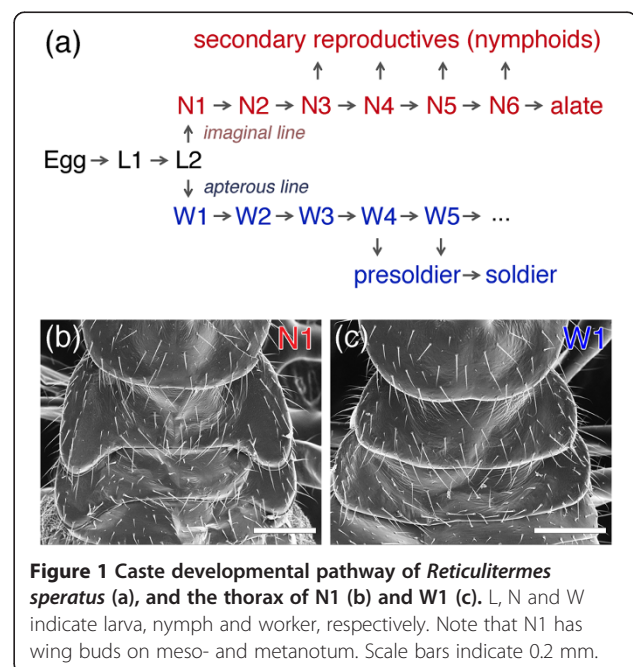 (a)
secondary reproductives (nymphoids)
↑ ↑ ↑ ↑
N1 → N2 → N3 → N4 → N5 → N6 → alate
↑ imaginal line
Egg → L1 → L2
↓ apterous line
W1 → W2 → W3 → W4 → W5 → ...
↓ ↓
presoldier → soldier
(b) N1 (c) W1
Figure 1 Caste developmental pathway of Reticulitermes
speratus (a), and the thorax of N1 (b) and W1 (c). L, N and W
indicate larva, nymph and worker, respectively. Note that N1 has
wing buds on meso- and metanotum. Scale bars indicate 0.2 mm.